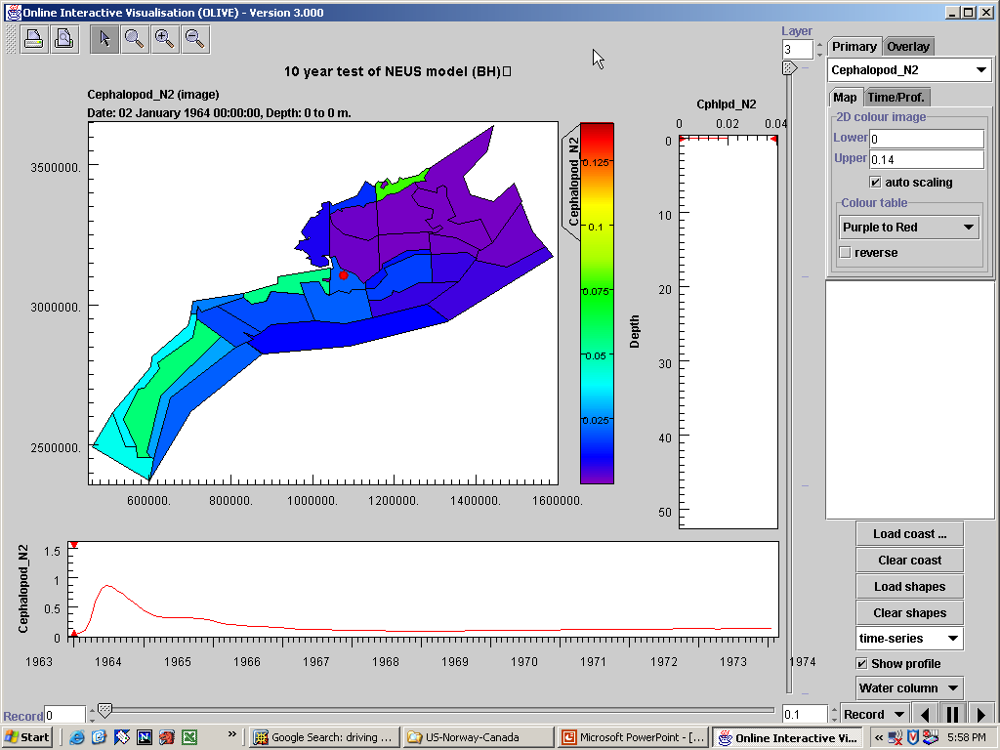 Online Interactive Visualisation (OLIVE) - Version 3.000
Layer
3
Primary
Overlay
10 year test of NEUS model (BH)
Cephalopod_N2
Cephalopod_N2 (image)
Date: 02 January 1964 00:00:00, Depth: 0 to 0 m.
Map
Time/Prof.
2D colour image
Lower 0
Upper 0.14
auto scaling
Colour table
Purple to Red
reverse
3500000.
3000000.
2500000.
600000. 800000. 1000000. 1200000. 1400000. 1600000.
Cephalopod_N2
0.125
0.1
0.075
0.05
0.025
Cphlpd_N2
0 0.02 0.04
Depth
0
10
20
30
40
50
Cephalopod_N2
1.5
1
0.5
0
1963 1964 1965 1966 1967 1968 1969 1970 1971 1972 1973 1974
Load coast ...
Clear coast
Load shapes
Clear shapes
time-series
Show profile
Water column
Record 0
0.1
Record
Start
»
Google Search: driving ...
US-Norway-Canada
Microsoft PowerPoint - [...
Online Interactive Vi...
«
5:58 PM